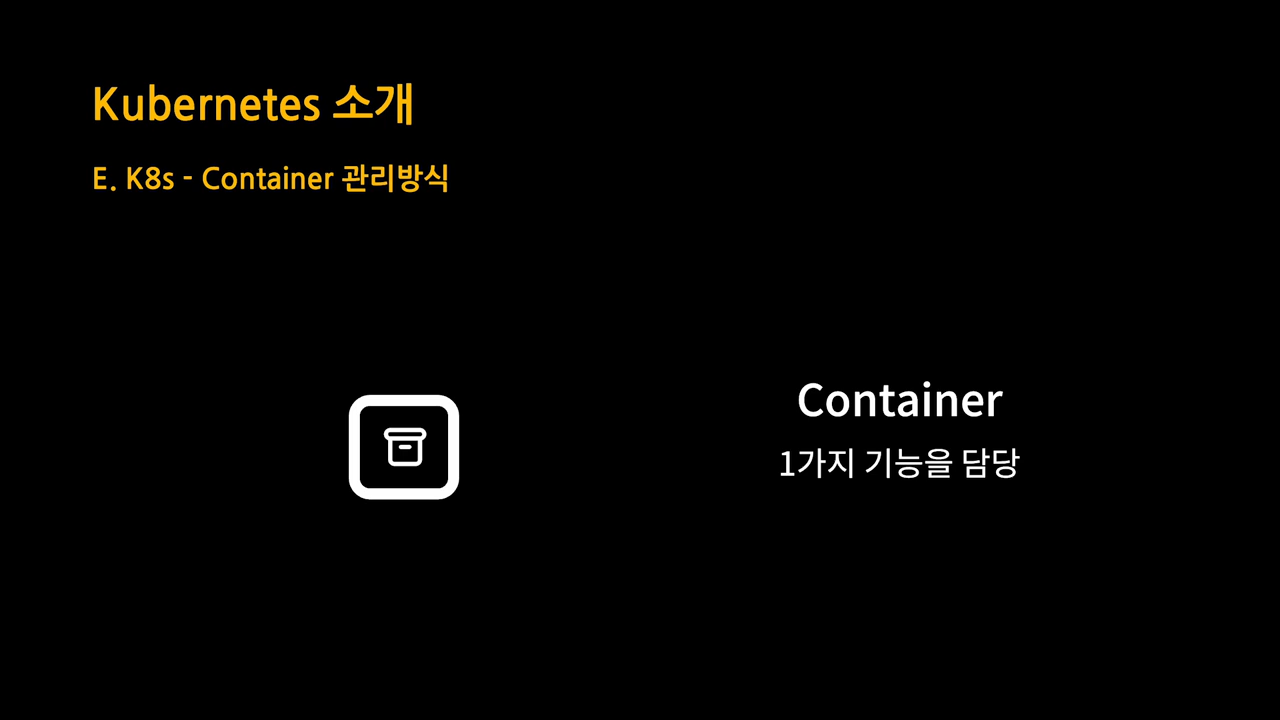 Kubernetes 소개
E. K8s - Container 관리방식
Container
1가지 기능을 담당